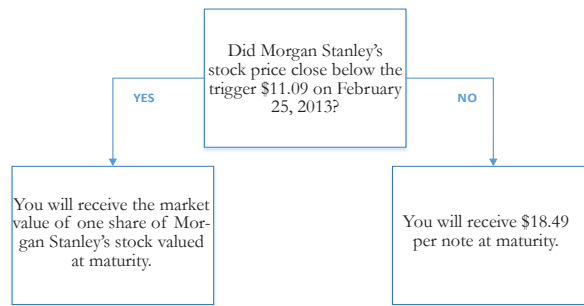 Did Morgan Stanley's
stock price close below the
trigger $11.09 on February
25, 2013?
YES
NO
You will receive the market
value of one share of Mor-
gan Stanley's stock valued
at maturity.
You will receive $18.49
per note at maturity.